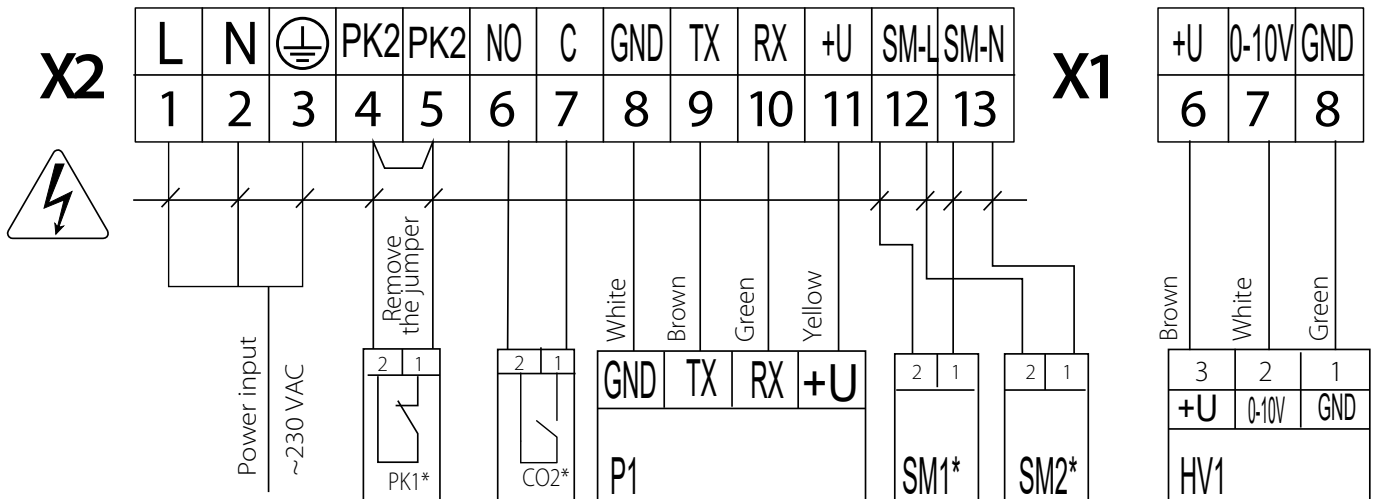 X2
L N PK2 PK2 NO C GND TX RX +U SM-L SM-N
1 2 3 4 5 6 7 8 9 10 11 12 13
X1
+U 0-10V GND
6 7 8
Power input
~230 VAC
Remove
the jumper
White
Brown
Green
Yellow
Brown
White
Green
2 1
PK1*
2 1
CO2*
GND TX RX +U
P1
2 1
SM1*
2 1
SM2*
3 2 1
+U 0-10V GND
HV1